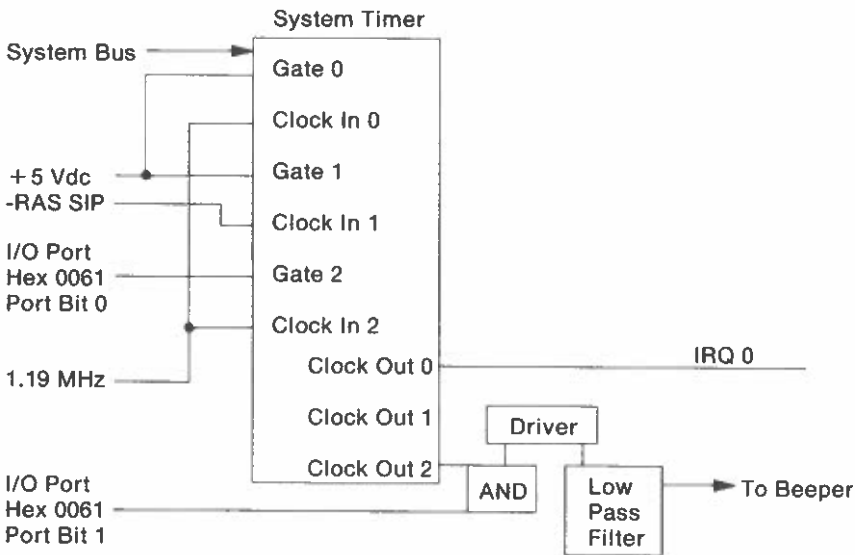 System Timer
System Bus
Gate 0
Clock In 0
+5 Vdc
Gate 1
-RAS SIP
Clock In 1
I/O Port
Hex 0061
Port Bit 0
Gate 2
Clock In 2
1.19 MHz
Clock Out 0
IRQ 0
Clock Out 1
Driver
Clock Out 2
I/O Port
Hex 0061
Port Bit 1
AND
Low
Pass
Filter
To Beeper